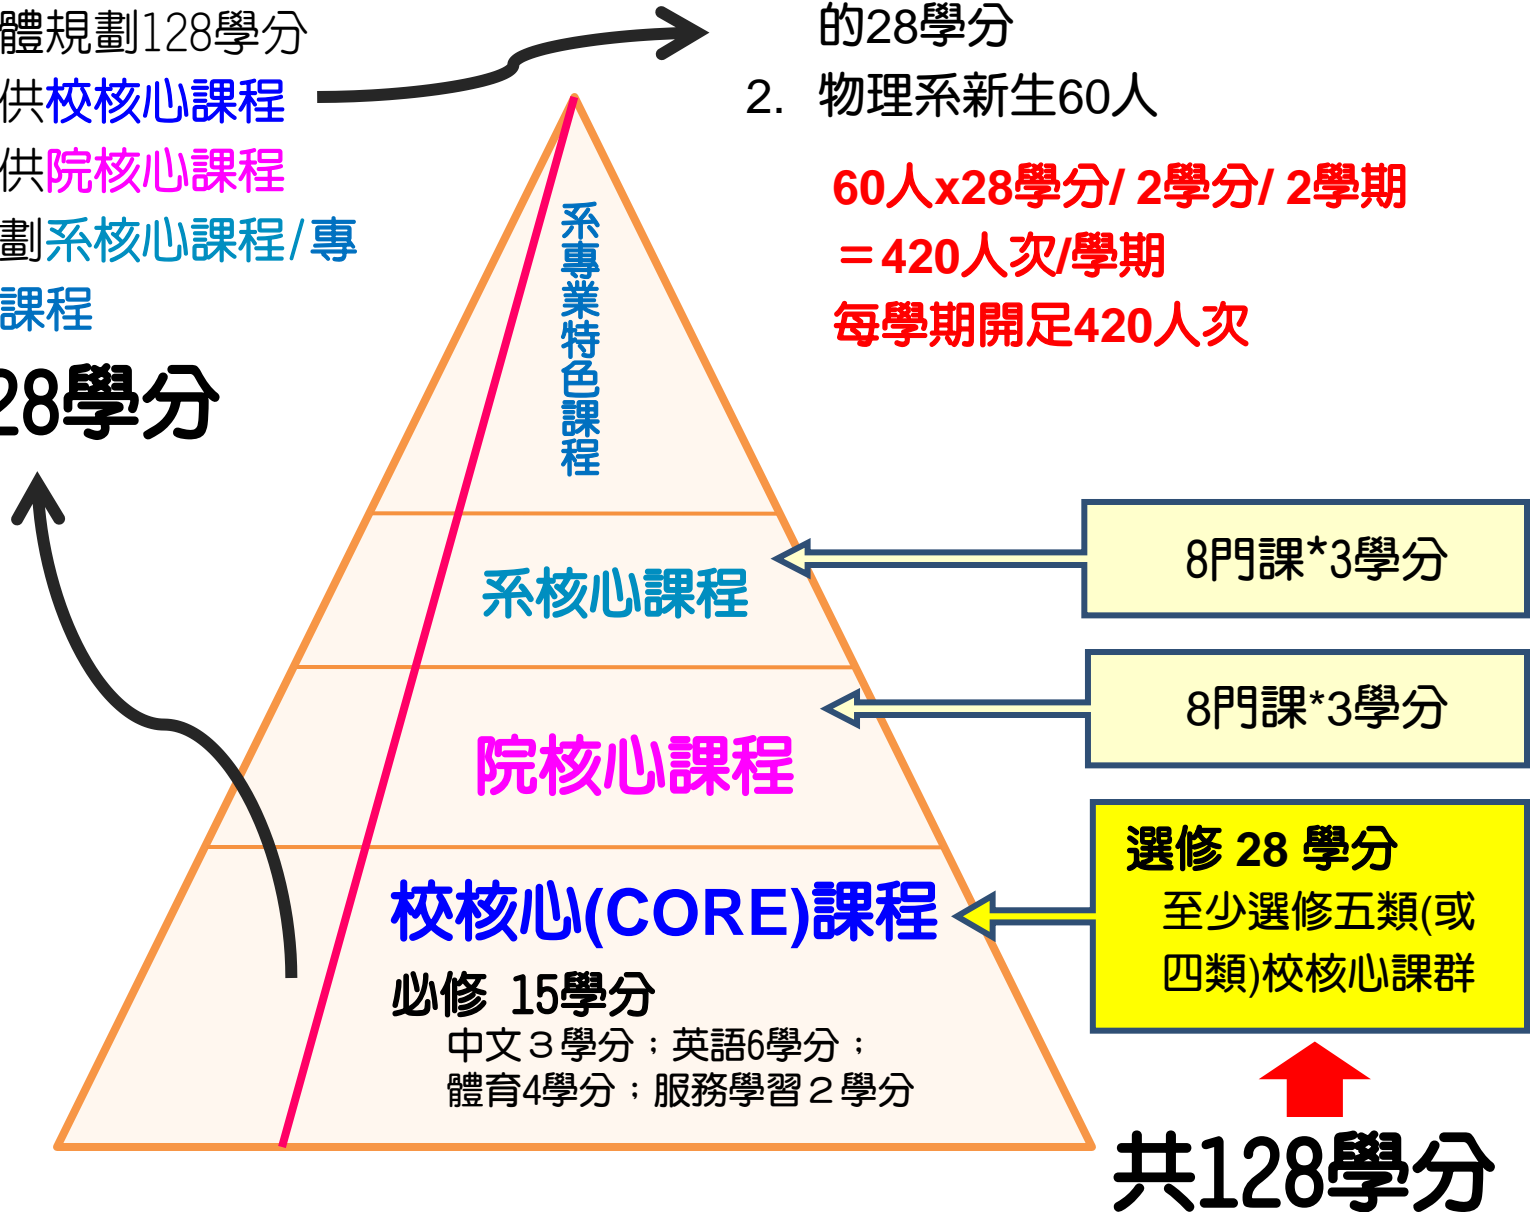 體規劃128學分
供校核心課程
供院核心課程
劃系核心課程/專
課程
28學分
的28學分
2. 物理系新生60人
60人x28學分/ 2學分/ 2學期
＝420人次/學期
每學期開足420人次
系專業特色課程
系核心課程
院核心課程
校核心(CORE)課程
必修 15學分
中文３學分；英語6學分；
體育4學分；服務學習２學分
8門課*3學分
8門課*3學分
選修 28 學分
至少選修五類(或
四類)校核心課群
共128學分